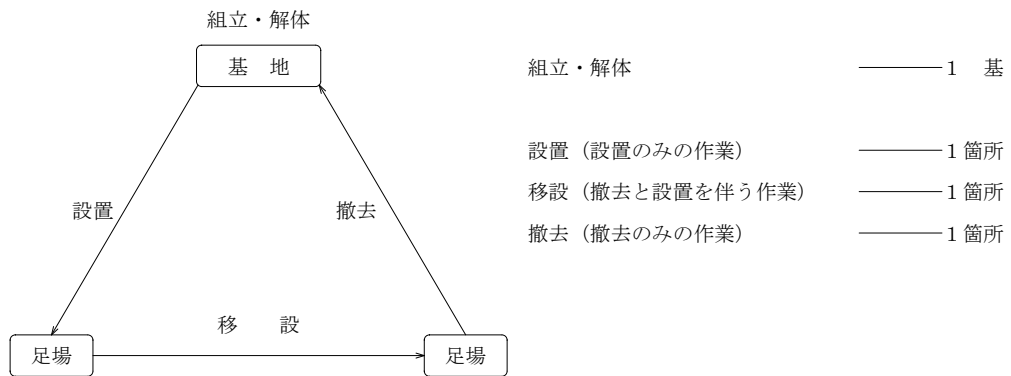 組立・解体
基　地
設置
撤去
移　　設
足場
足場
組立・解体 1　基
設置（設置のみの作業） 1箇所
移設（撤去と設置を伴う作業） 1箇所
撤去（撤去のみの作業） 1箇所